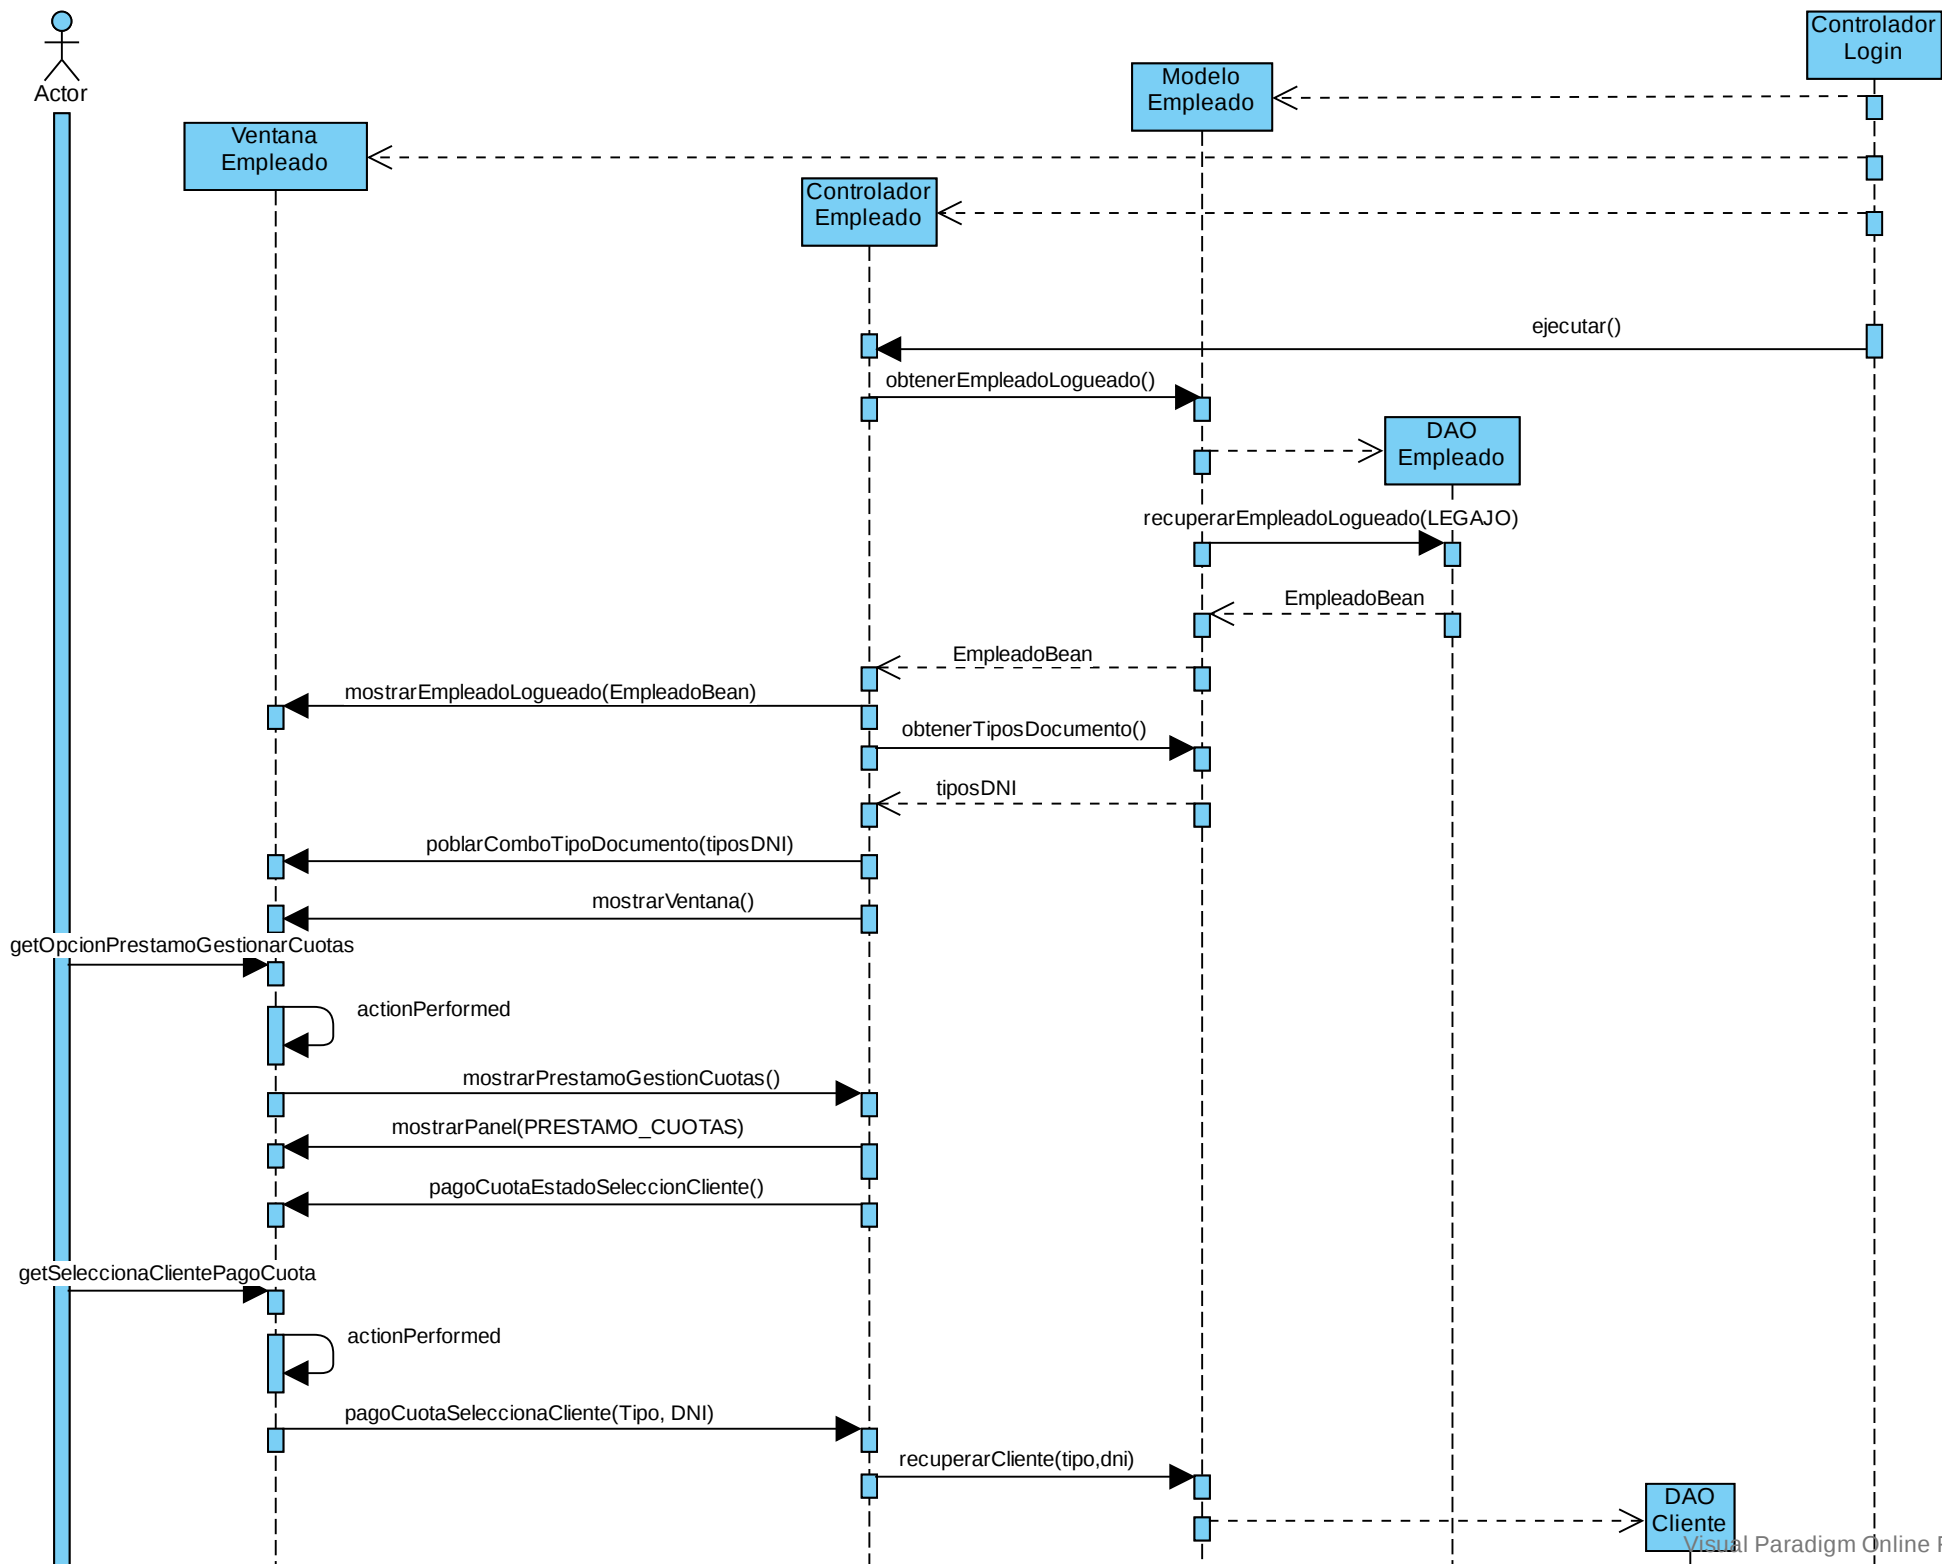 Controlador
Login
Modelo
Empleado
Actor
Ventana
Empleado
Controlador
Empleado
ejecutar()
obtenerEmpleadoLogueado()
DAO
Empleado
recuperarEmpleadoLogueado(LEGAJO)
EmpleadoBean
EmpleadoBean
mostrarEmpleadoLogueado(EmpleadoBean)
obtenerTiposDocumento()
tiposDNI
poblarComboTipoDocumento(tiposDNI)
mostrarVentana()
getOpcionPrestamoGestionarCuotas
actionPerformed
mostrarPrestamoGestionCuotas()
mostrarPanel(PRESTAMO_CUOTAS)
pagoCuotaEstadoSeleccionCliente()
getSeleccionaClientePagoCuota
actionPerformed
pagoCuotaSeleccionaCliente(Tipo, DNI)
recuperarCliente(tipo,dni)
DAO
Cliente
Visual Paradigm Online